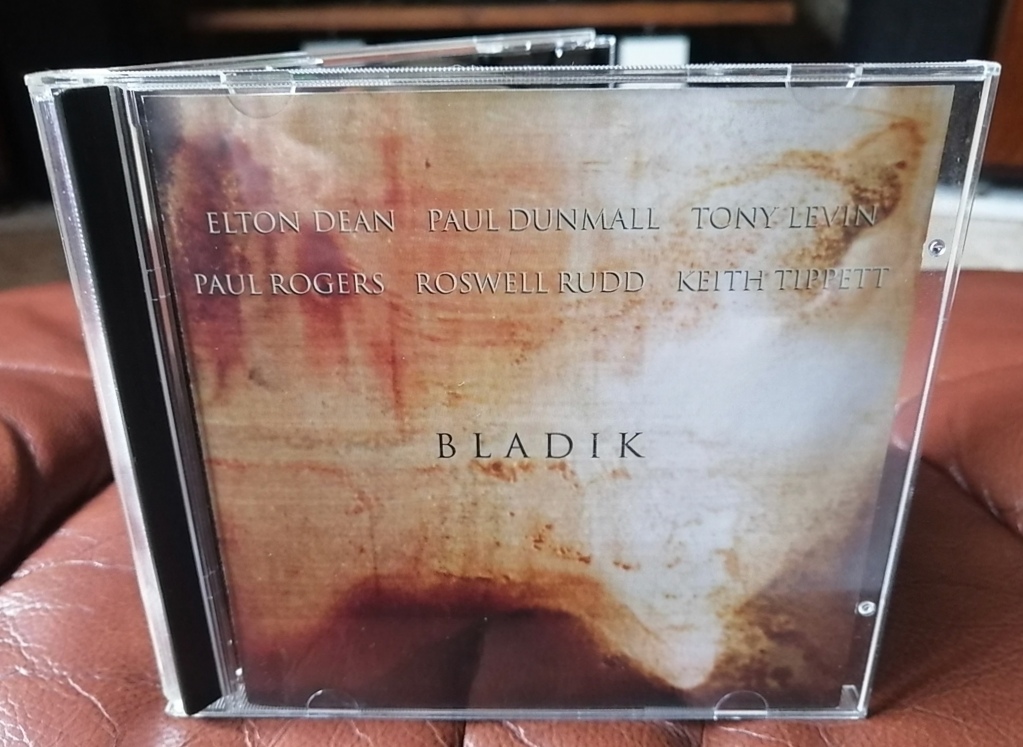 ELTON DEAN PAUL DUNMALL TONY LEVIN
PAUL ROGERS ROSWELL RUDD KEITH TIPPETT
BLADIK